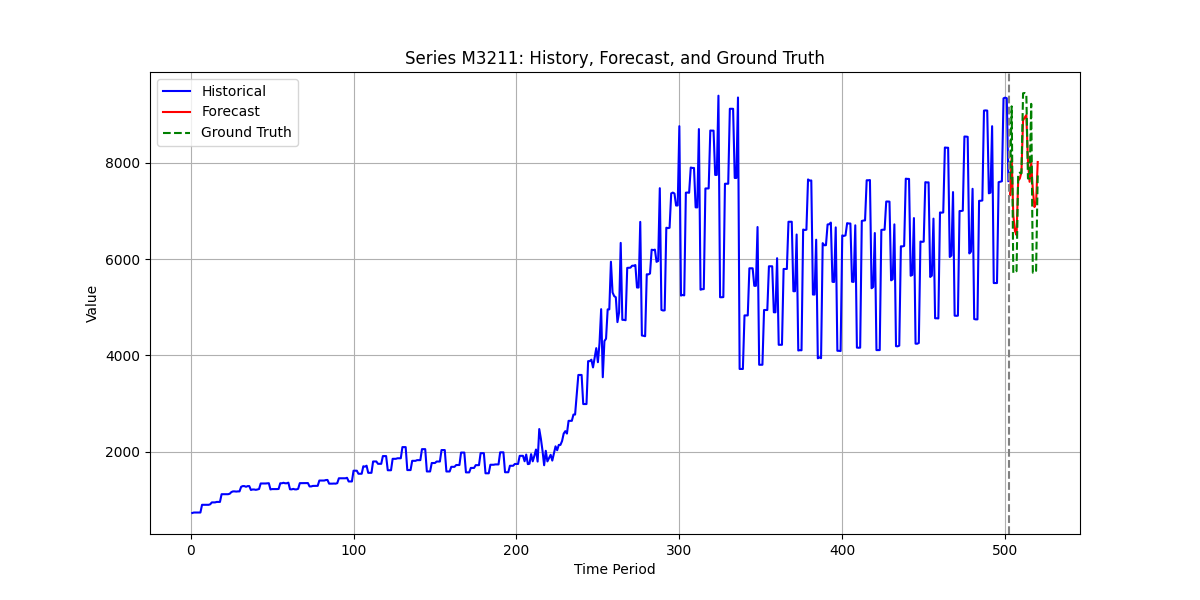 Series M3211: History, Forecast, and Ground Truth
Historical
Forecast
Ground Truth
8000
6000
4000
2000
Value
0
100
200
300
400
500
Time Period